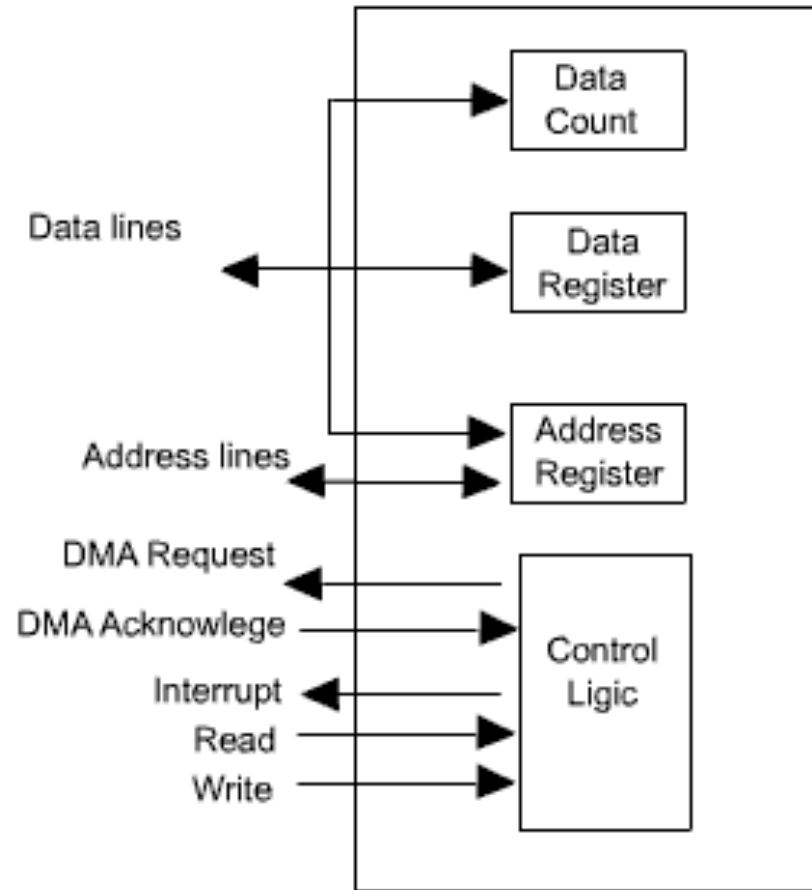 Data
Count
Data lines
Data
Register
Address lines
Address
Register
DMA Request
DMA Acknowlege
Control
Ligic
Interrupt
Read
Write